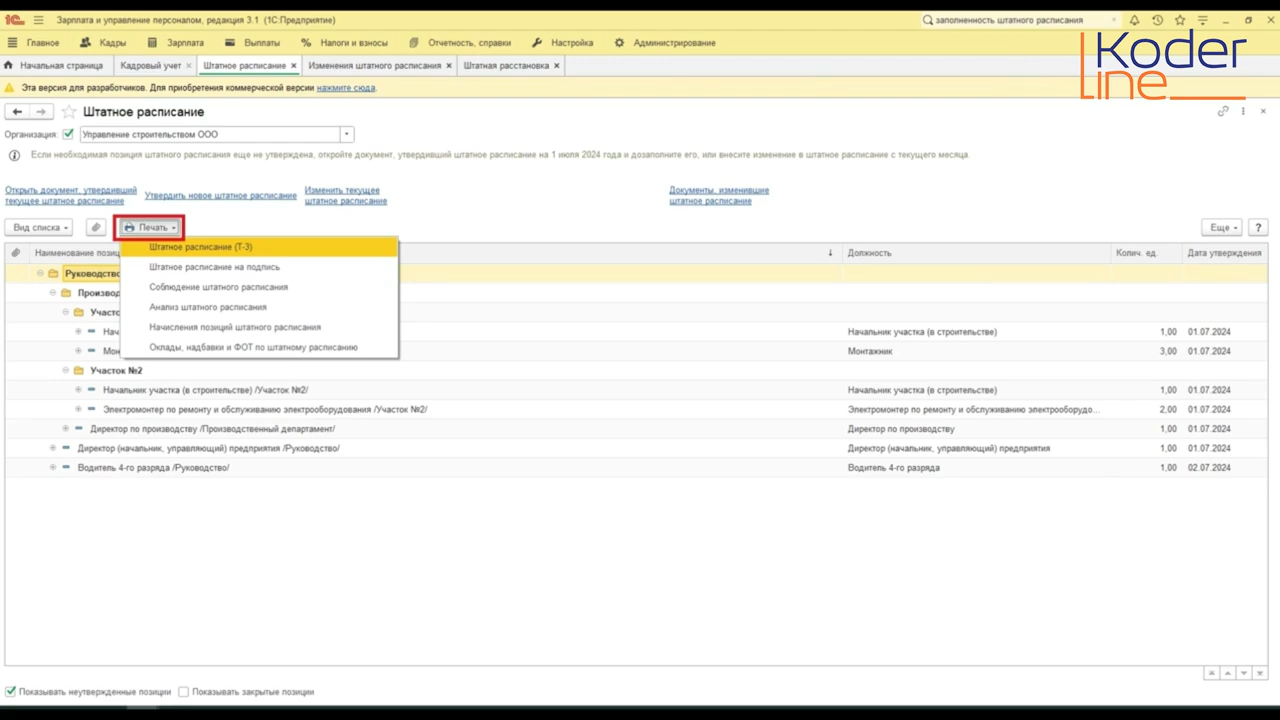 1С Зарплата и управление персоналом, редакция 3.1 (1С:Предприятие) заполненность штатного расписания
Главное Кадры Зарплата Выплаты % Налоги и взносы Отчетность, справки Настройка Администрирование
Koder
line
Начальная страница Кадровый учет × Штатное расписание × Изменения штатного расписания × Штатная расстановка ×
Эта версия для разработчиков. Для приобретения коммерческой версии нажмите сюда.
Штатное расписание
Организация: Управление строительством ООО
Если необходимая позиция штатного расписания еще не утверждена, откройте документ, утвердивший штатное расписание на 1 июля 2024 года и дозаполните его, или внесите изменение в штатное расписание с текущего месяца.
Открыть документ, утвердивший
текущее штатное расписание
Утвердить новое штатное расписание
Изменить текущее
штатное расписание
Документы, изменившие
штатное расписание
Вид списка Печать Еще ?
Штатное расписание (Т-3)
Штатное расписание на подпись
Соблюдение штатного расписания
Анализ штатного расписания
Начисления позиций штатного расписания
Оклады, надбавки и ФОТ по штатному расписанию
Наименование позиц Должность Колич. ед. Дата утверждения
Руководство
Производ
Участо
Нач Начальник участка (в строительстве) 1,00 01.07.2024
Мон Монтажник 3,00 01.07.2024
Участок №2
Начальник участка (в строительстве) /Участок №2/ Начальник участка (в строительстве) 1,00 01.07.2024
Электромонтер по ремонту и обслуживанию электрооборудования /Участок №2/ Электромонтер по ремонту и обслуживанию электрооборудо... 2,00 01.07.2024
Директор по производству /Производственный департамент/ Директор по производству 1,00 01.07.2024
Директор (начальник, управляющий) предприятия /Руководство/ Директор (начальник, управляющий) предприятия 1,00 01.07.2024
Водитель 4-го разряда /Руководство/ Водитель 4-го разряда 1,00 02.07.2024
Показывать неутвержденные позиции Показывать закрытые позиции